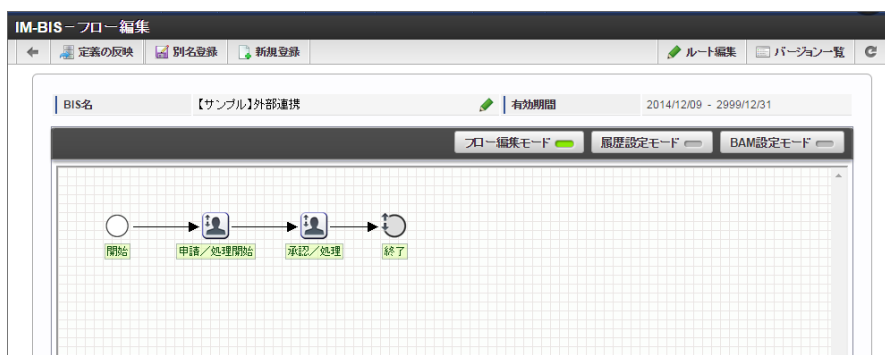 IM-BIS－フロー編集
定義の反映 別名登録 新規登録 ルート編集 バージョン一覧
BIS名 【サンプル】外部連携 有効期間 2014/12/09 - 2999/12/31
フロー編集モード 履歴設定モード BAM設定モード
開始 申請／処理開始 承認／処理 終了